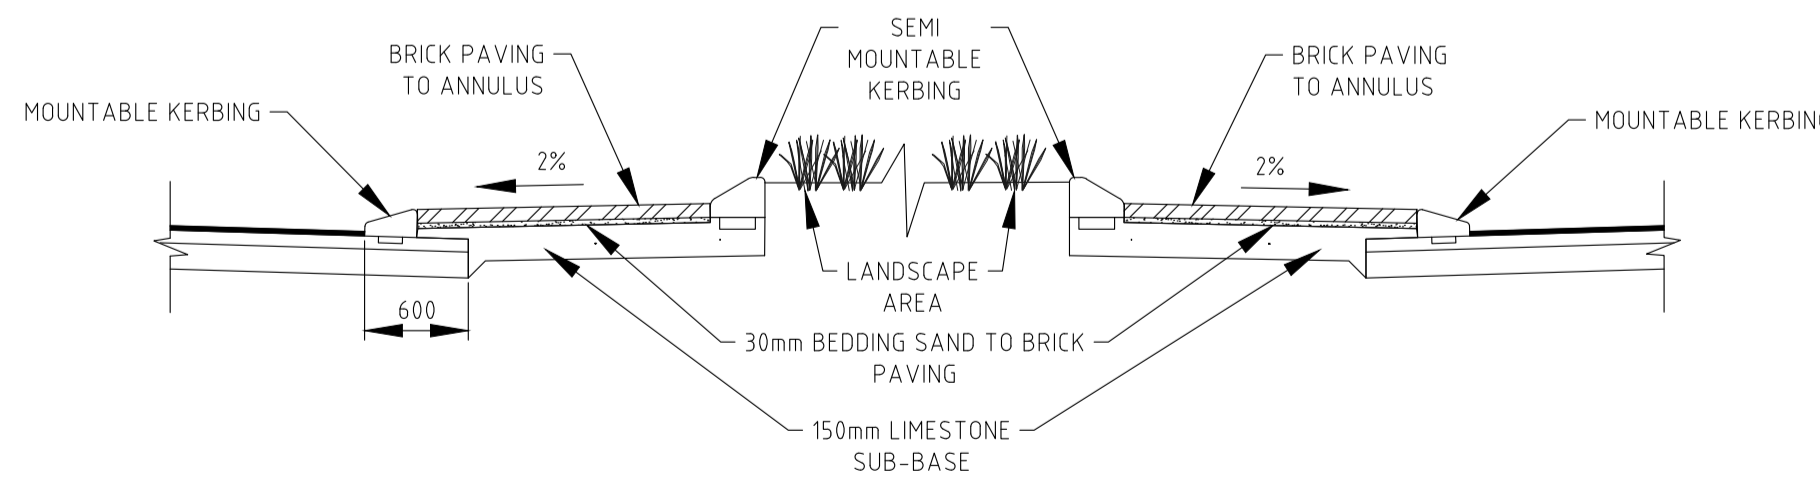 SEMI
MOUNTABLE
KERBING
BRICK PAVING
TO ANNULUS
BRICK PAVING
TO ANNULUS
MOUNTABLE KERBING
MOUNTABLE KERBING
2%
2%
LANDSCAPE
AREA
600
30mm BEDDING SAND TO BRICK
PAVING
150mm LIMESTONE
SUB-BASE